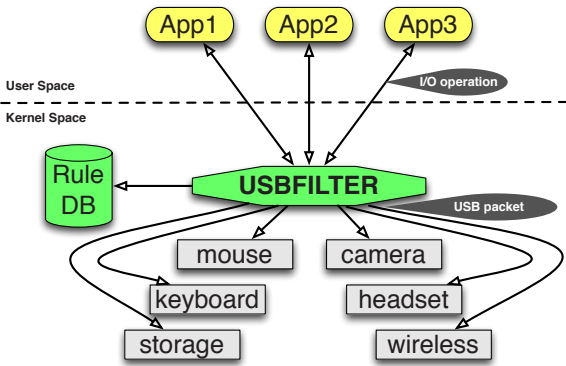 App1 App2 App3
User Space
I/O operation
Kernel Space
Rule
DB
USBFILTER
USB packet
mouse camera
keyboard headset
storage wireless